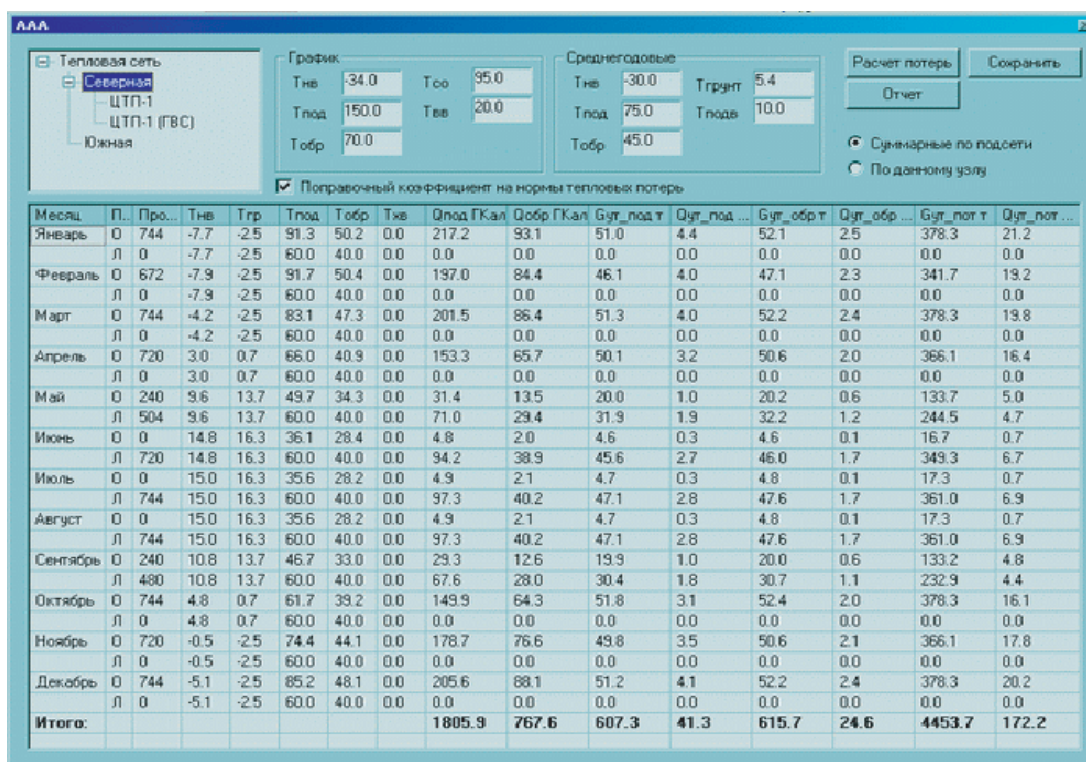 A.A.A.
Тепловая сеть
Северная
ЦТП-1
ЦТП-1 (ГВС)
Южная
График
Тнв -34.0 Тсо 95.0
Тпод 150.0 Твв 20.0
Тобр 70.0
Среднегодовые
Тнв -30.0 Тгрунт 5.4
Тпод 75.0 Тподв 10.0
Тобр 45.0
Расчет потерь Сохранить
Отчет
Суммарные по подсети
По данному узлу
Поправочный коэффициент на нормы тепловых потерь
Месяц П... Про... Тнв Тгр Тпод Тобр Тхв Qпод ГКал Qобр ГКал Gут_под т Qут_под ... Gут_обр т Qут_обр ... Gут_пот т Qут_пот ...
Январь О 744 -7.7 -2.5 91.3 50.2 0.0 217.2 93.1 51.0 4.4 52.1 2.5 378.3 21.2
Л 0 -7.7 -2.5 60.0 40.0 0.0 0.0 0.0 0.0 0.0 0.0 0.0 0.0 0.0
Февраль О 672 -7.9 -2.5 91.7 50.4 0.0 197.0 84.4 46.1 4.0 47.1 2.3 341.7 19.2
Л 0 -7.9 -2.5 60.0 40.0 0.0 0.0 0.0 0.0 0.0 0.0 0.0 0.0 0.0
Март О 744 -4.2 -2.5 83.1 47.3 0.0 201.5 86.4 51.3 4.0 52.2 2.4 378.3 19.8
Л 0 -4.2 -2.5 60.0 40.0 0.0 0.0 0.0 0.0 0.0 0.0 0.0 0.0 0.0
Апрель О 720 3.0 0.7 66.0 40.9 0.0 153.3 65.7 50.1 3.2 50.6 2.0 366.1 16.4
Л 0 3.0 0.7 60.0 40.0 0.0 0.0 0.0 0.0 0.0 0.0 0.0 0.0 0.0
Май О 240 9.6 13.7 49.7 34.3 0.0 31.4 13.5 20.0 1.0 20.2 0.6 133.7 5.0
Л 504 9.6 13.7 60.0 40.0 0.0 71.0 29.4 31.9 1.9 32.2 1.2 244.5 4.7
Июнь О 0 14.8 16.3 36.1 28.4 0.0 4.8 2.0 4.6 0.3 4.6 0.1 16.7 0.7
Л 720 14.8 16.3 60.0 40.0 0.0 94.2 38.9 45.6 2.7 46.0 1.7 349.3 6.7
Июль О 0 15.0 16.3 35.6 28.2 0.0 4.9 2.1 4.7 0.3 4.8 0.1 17.3 0.7
Л 744 15.0 16.3 60.0 40.0 0.0 97.3 40.2 47.1 2.8 47.6 1.7 361.0 6.9
Август О 0 15.0 16.3 35.6 28.2 0.0 4.9 2.1 4.7 0.3 4.8 0.1 17.3 0.7
Л 744 15.0 16.3 60.0 40.0 0.0 97.3 40.2 47.1 2.8 47.6 1.7 361.0 6.9
Сентябрь О 240 10.8 13.7 46.7 33.0 0.0 29.3 12.6 19.9 1.0 20.0 0.6 133.2 4.8
Л 480 10.8 13.7 60.0 40.0 0.0 67.6 28.0 30.4 1.8 30.7 1.1 232.9 4.4
Октябрь О 744 4.8 0.7 61.7 39.2 0.0 149.9 64.3 51.8 3.1 52.4 2.0 378.3 16.1
Л 0 4.8 0.7 60.0 40.0 0.0 0.0 0.0 0.0 0.0 0.0 0.0 0.0 0.0
Ноябрь О 720 -0.5 -2.5 74.4 44.1 0.0 178.7 76.6 49.8 3.5 50.6 2.1 366.1 17.8
Л 0 -0.5 -2.5 60.0 40.0 0.0 0.0 0.0 0.0 0.0 0.0 0.0 0.0 0.0
Декабрь О 744 -5.1 -2.5 85.2 48.1 0.0 205.6 88.1 51.2 4.1 52.2 2.4 378.3 20.2
Л 0 -5.1 -2.5 60.0 40.0 0.0 0.0 0.0 0.0 0.0 0.0 0.0 0.0 0.0
Итого: 1805.9 767.6 607.3 41.3 615.7 24.6 4453.7 172.2